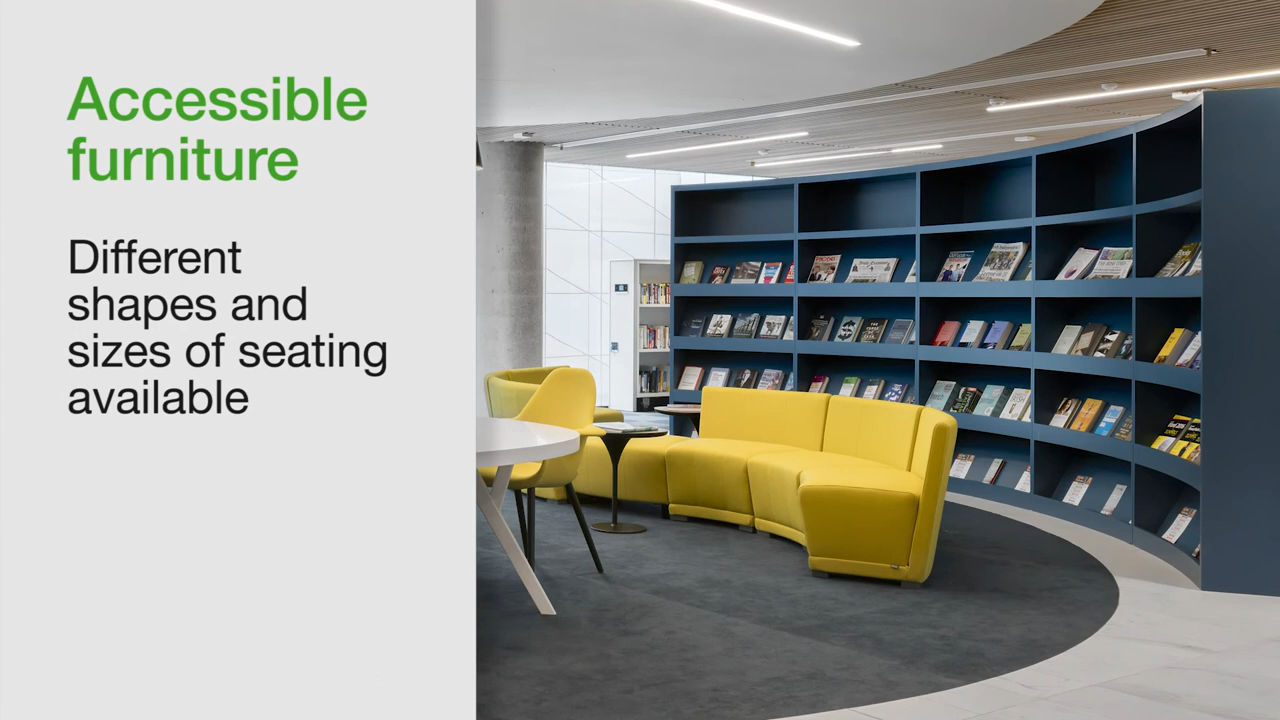 Accessible
furniture
Different
shapes and
sizes of seating
available